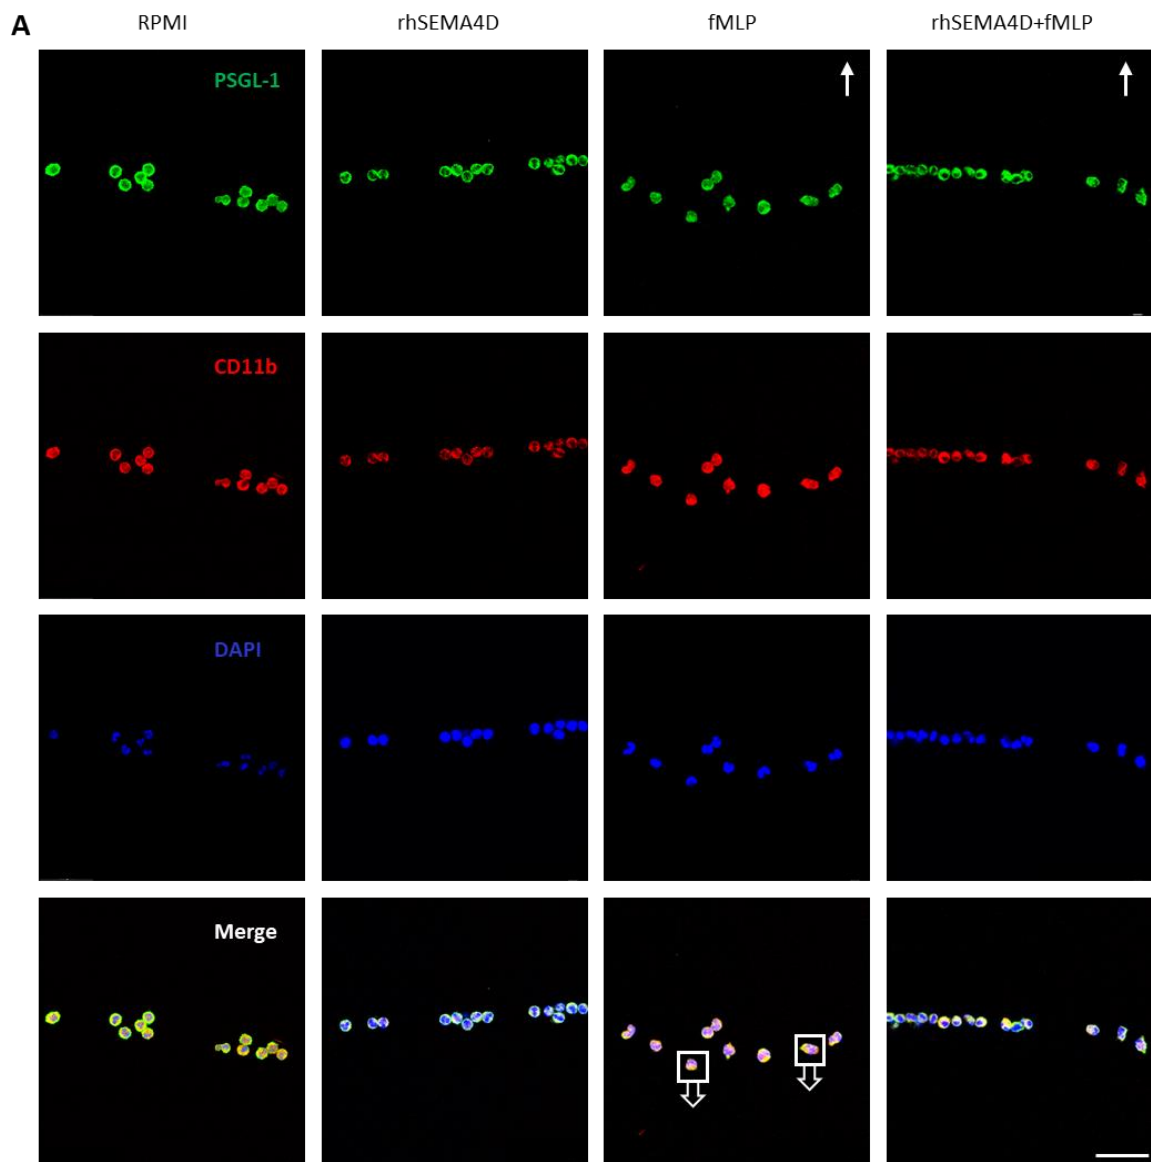 A
RPMI rhSEMA4D fMLP rhSEMA4D+fMLP
PSGL-1
CD11b
DAPI
Merge